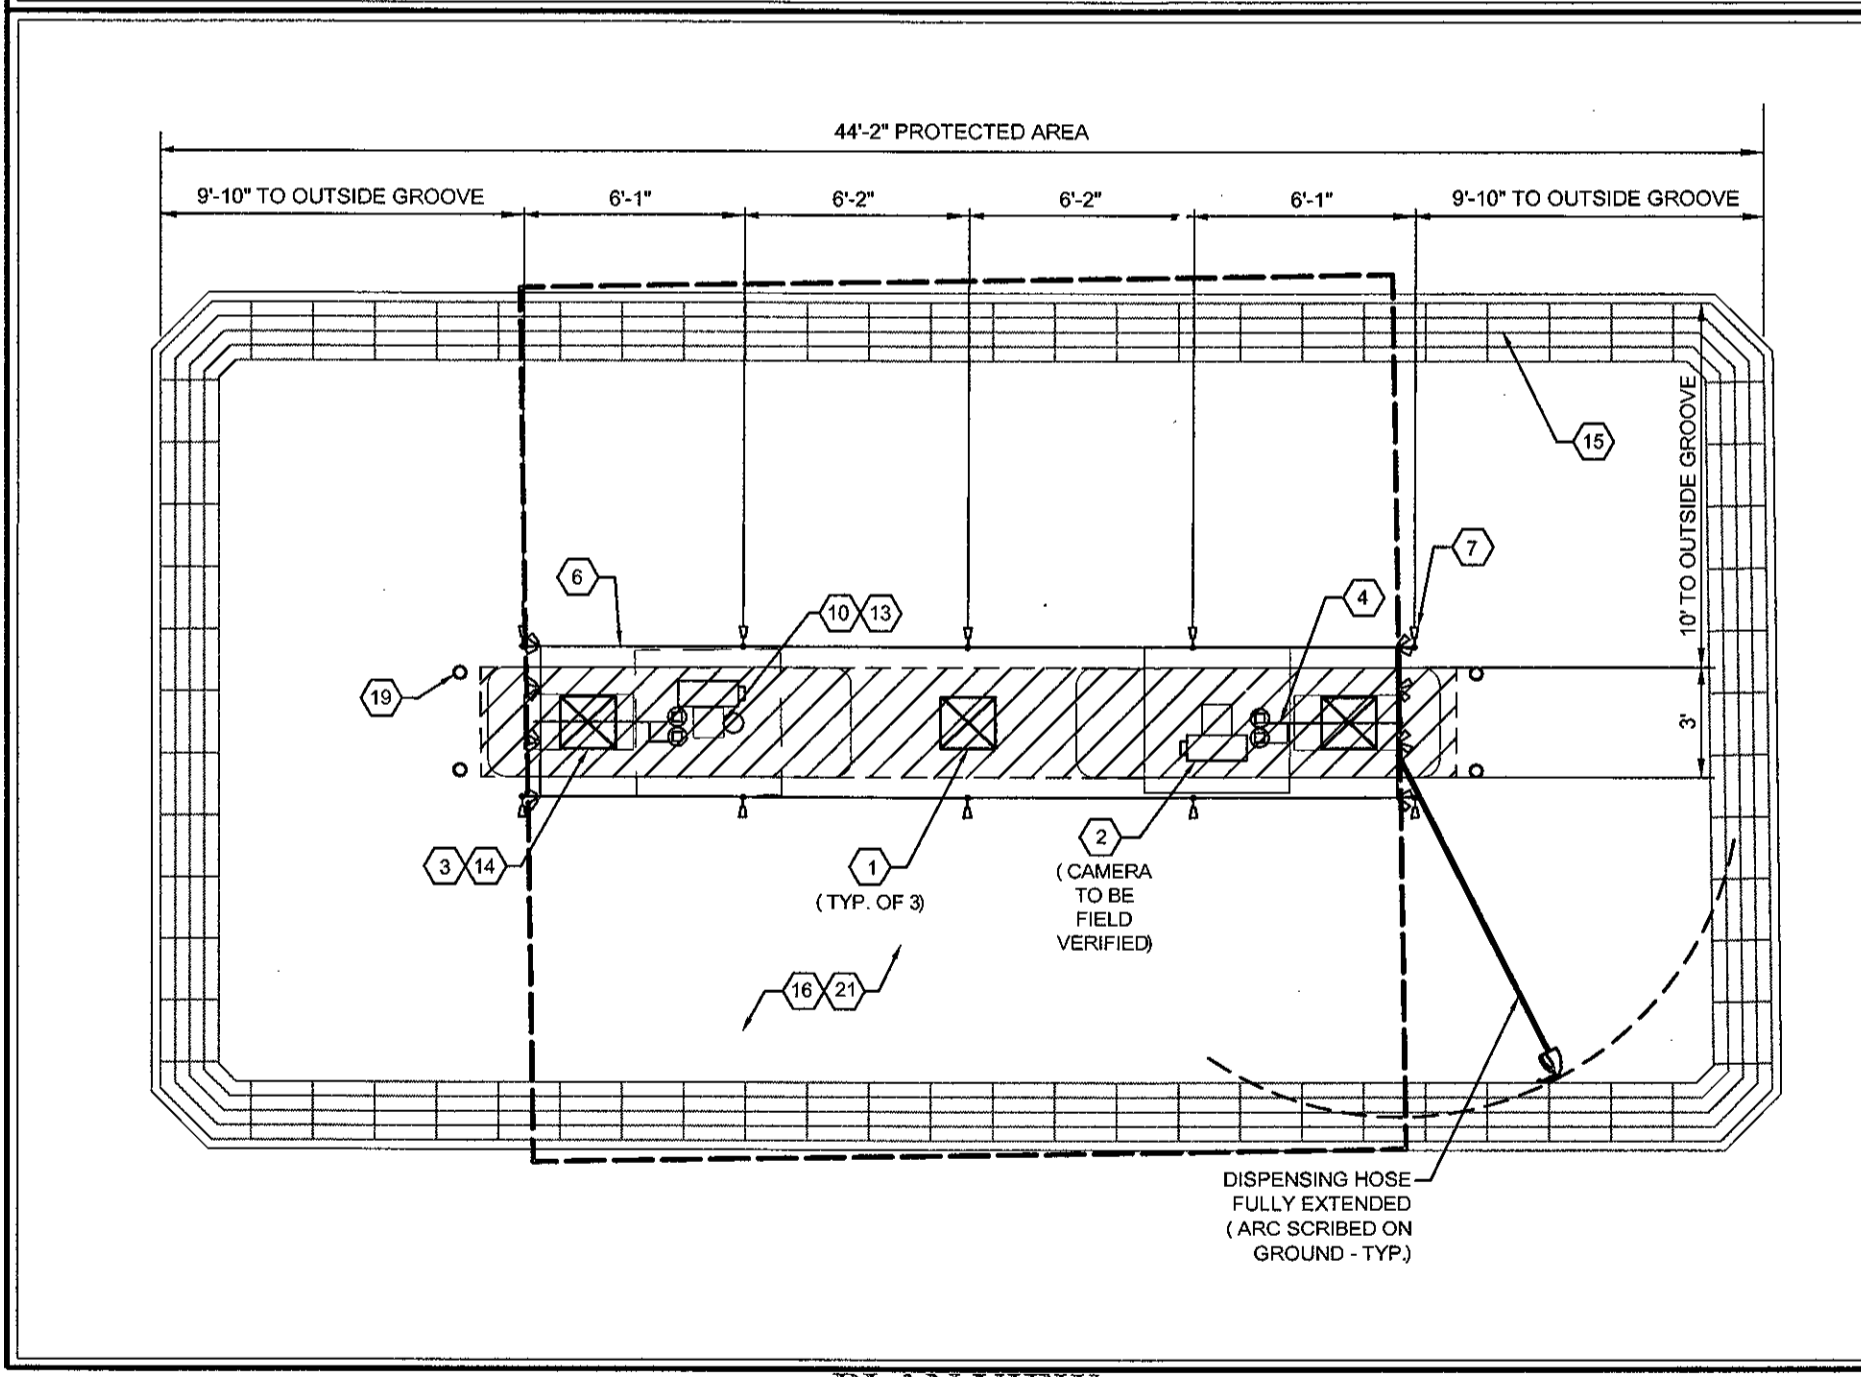 44'-2" PROTECTED AREA
9'-10" TO OUTSIDE GROOVE
6'-1"
6'-2"
6'-2"
6'-1"
9'-10" TO OUTSIDE GROOVE
15
10' TO OUTSIDE GROOVE
7
6
4
10 13
19
3'
2
3 14
1
(CAMERA
TO BE
FIELD
VERIFIED)
(TYP. OF 3)
16 21
DISPENSING HOSE
FULLY EXTENDED
(ARC SCRIBED ON
GROUND - TYP.)